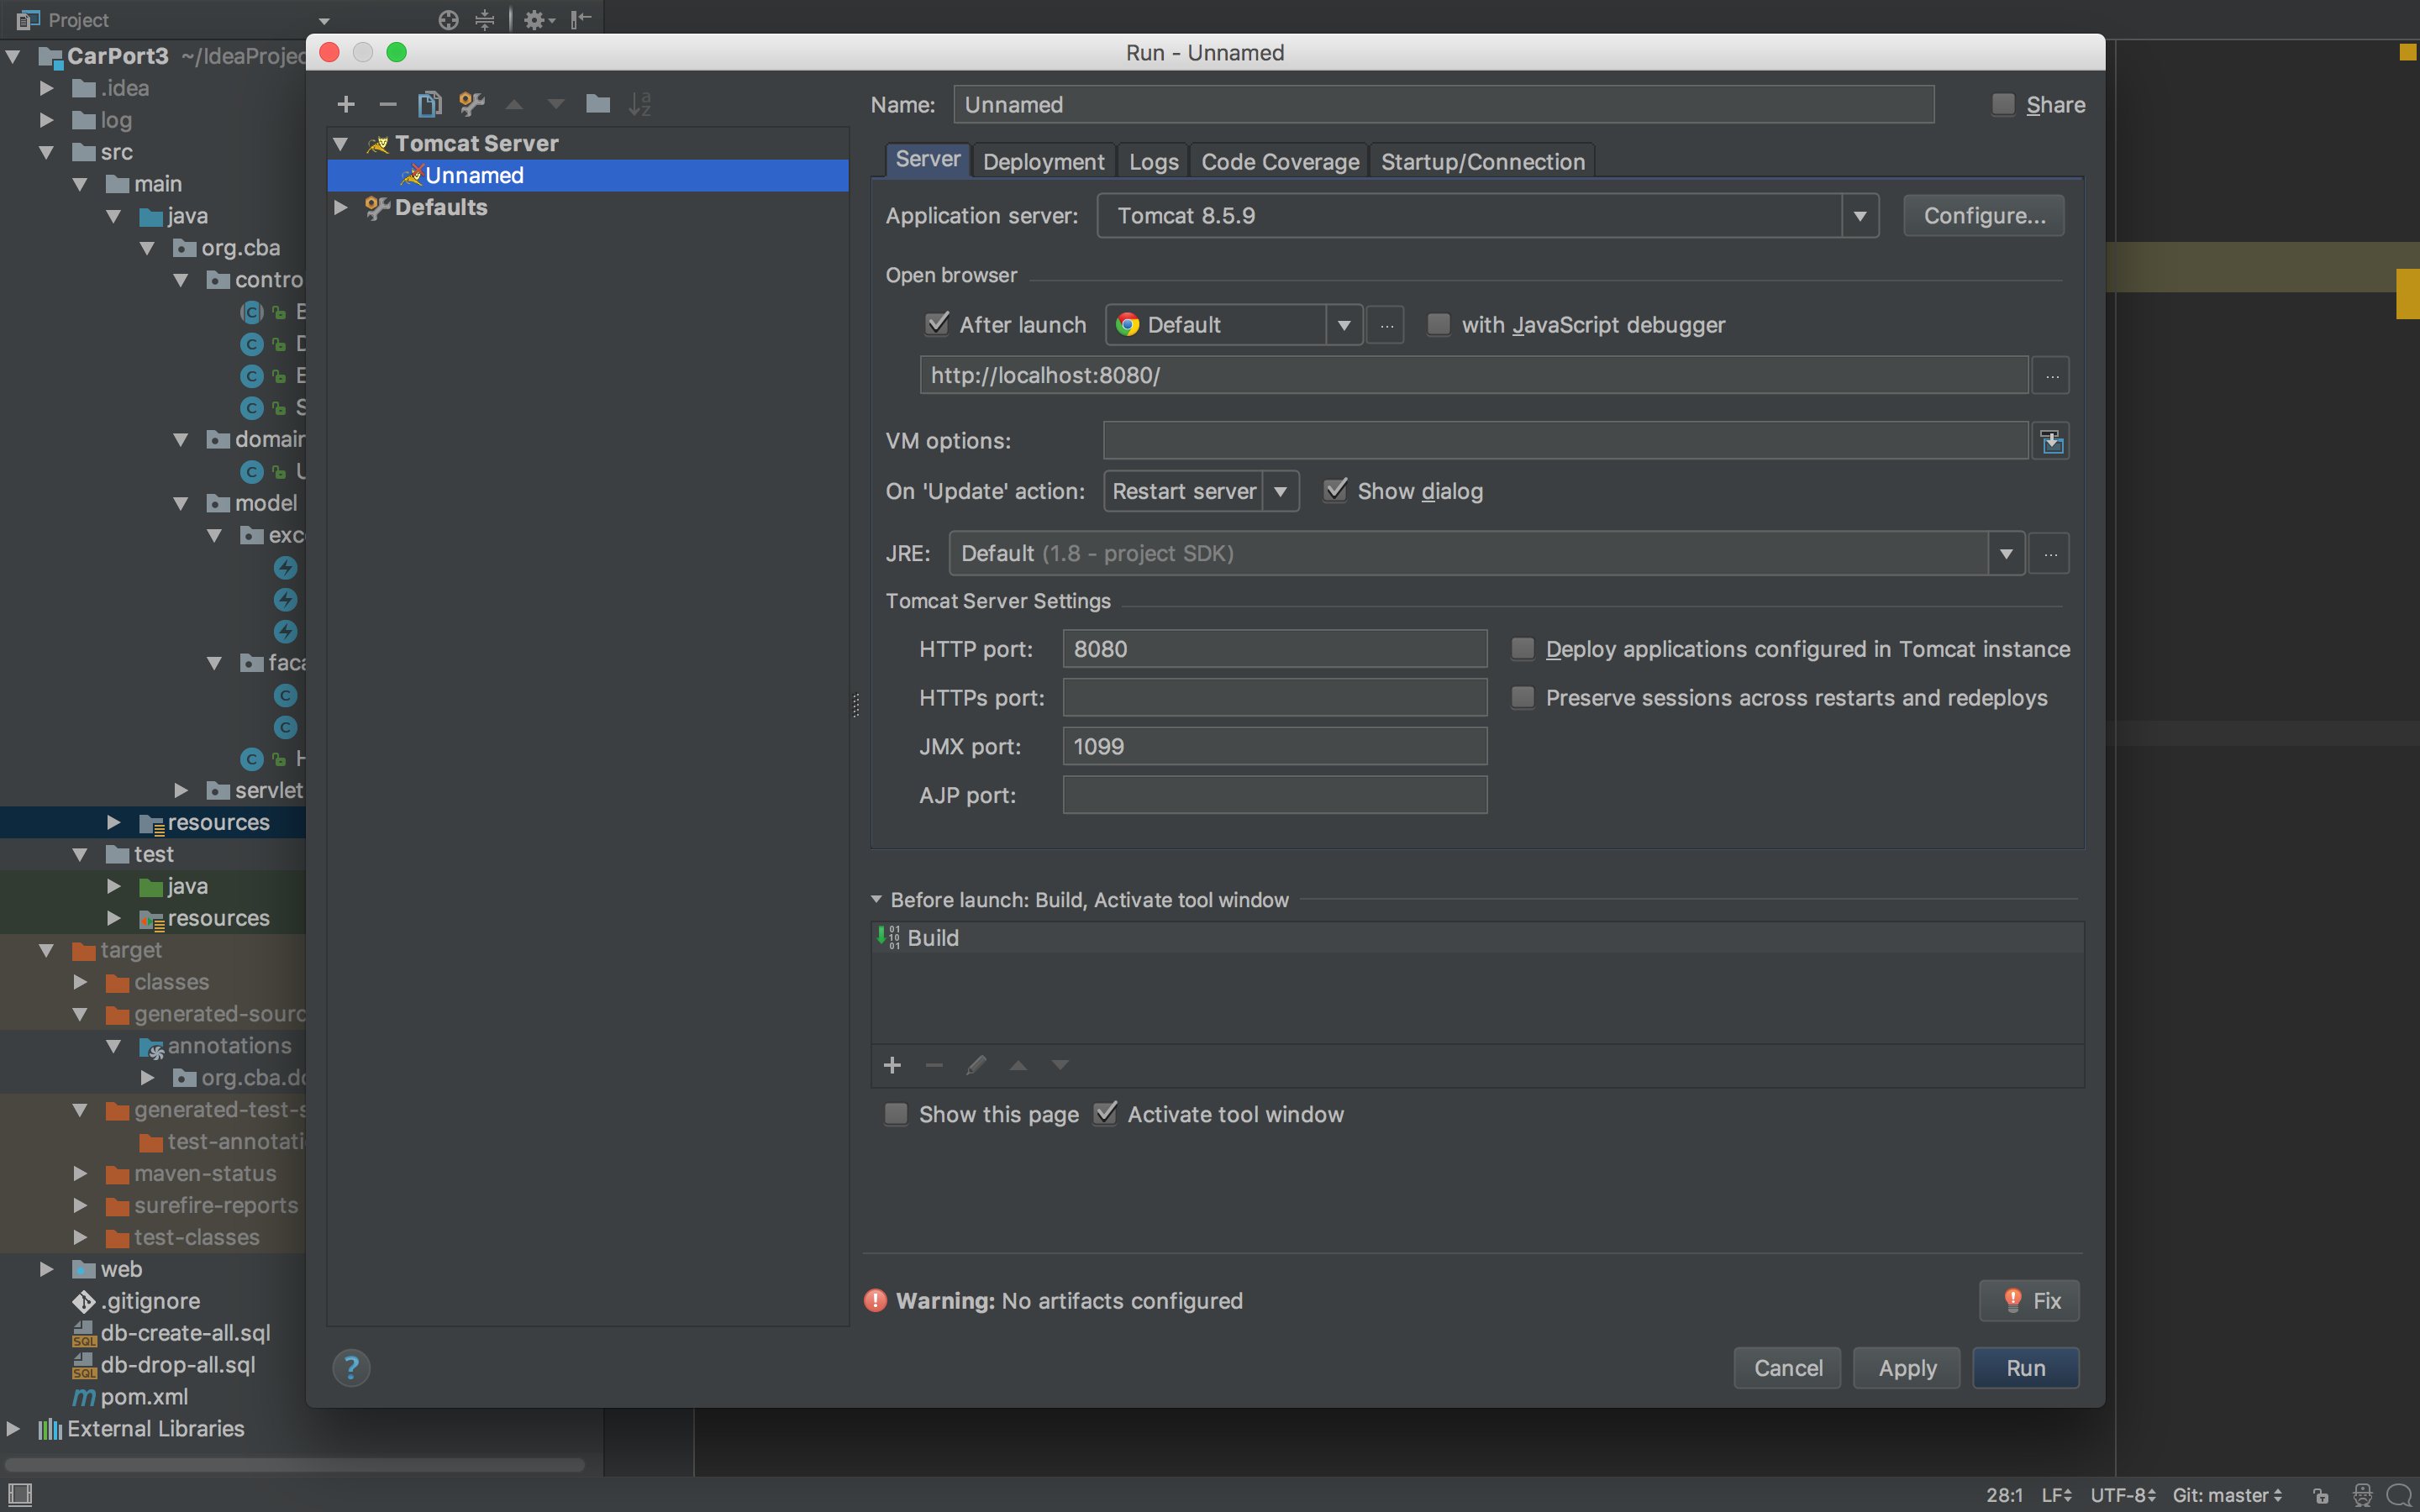 Project
CarPort3 ~/IdeaProjec
.idea
log
src
main
java
org.cba
contro
B
D
E
S
domair
U
model
exc
faca
H
servlet
resources
test
java
resources
target
classes
generated-sourc
annotations
org.cba.do
generated-test-s
test-annotati
maven-status
surefire-reports
test-classes
web
.gitignore
db-create-all.sql
db-drop-all.sql
pom.xml
External Libraries
Run - Unnamed
Tomcat Server
Unnamed
Defaults
Name: Unnamed Share
Server Deployment Logs Code Coverage Startup/Connection
Application server: Tomcat 8.5.9 Configure...
Open browser
After launch Default ... with JavaScript debugger
http://localhost:8080/ ...
VM options:
On 'Update' action: Restart server Show dialog
JRE: Default (1.8 - project SDK) ...
Tomcat Server Settings
HTTP port: 8080 Deploy applications configured in Tomcat instance
HTTPs port: Preserve sessions across restarts and redeploys
JMX port: 1099
AJP port:
Before launch: Build, Activate tool window
Build
Show this page Activate tool window
Warning: No artifacts configured Fix
? Cancel Apply Run
28:1 LF UTF-8 Git: master